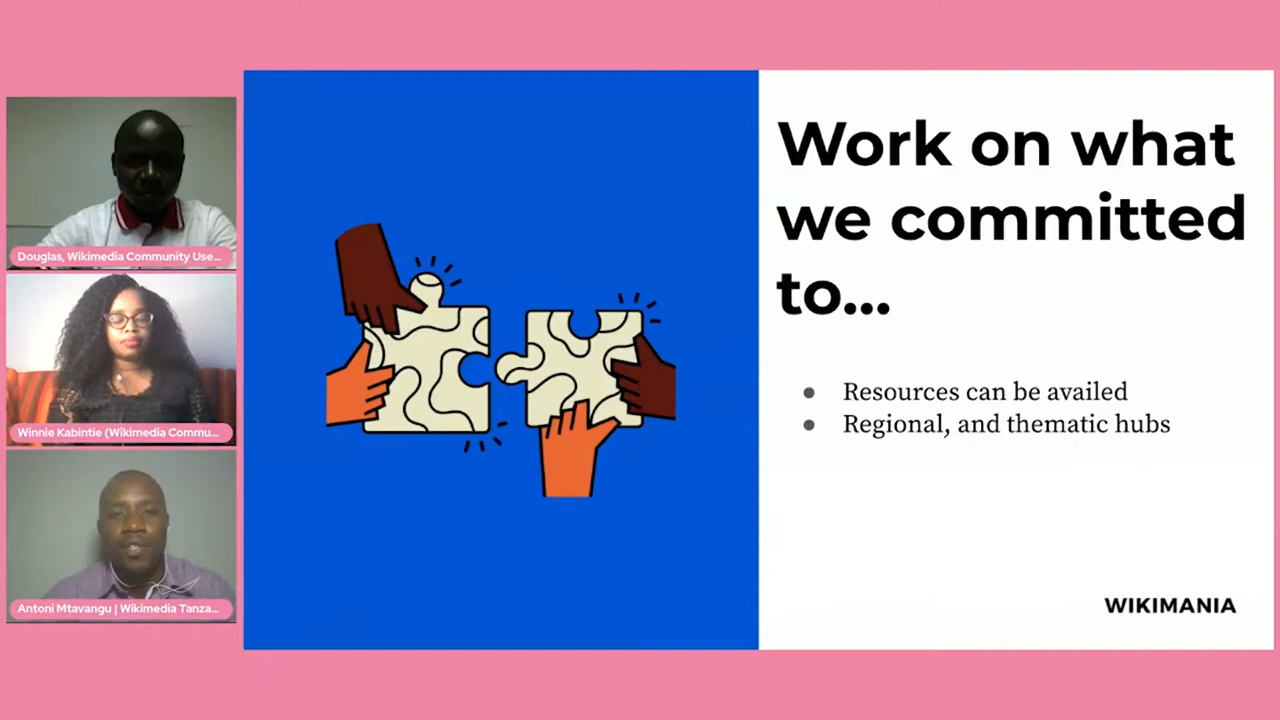 Douglas, Wikimedia Community Use...
Winnie Kabintie (Wikimedia Commu...
Antoni Mtavangu | Wikimedia Tanza...
Work on what
we committed
to...
● Resources can be availed
● Regional, and thematic hubs
WIKIMANIA